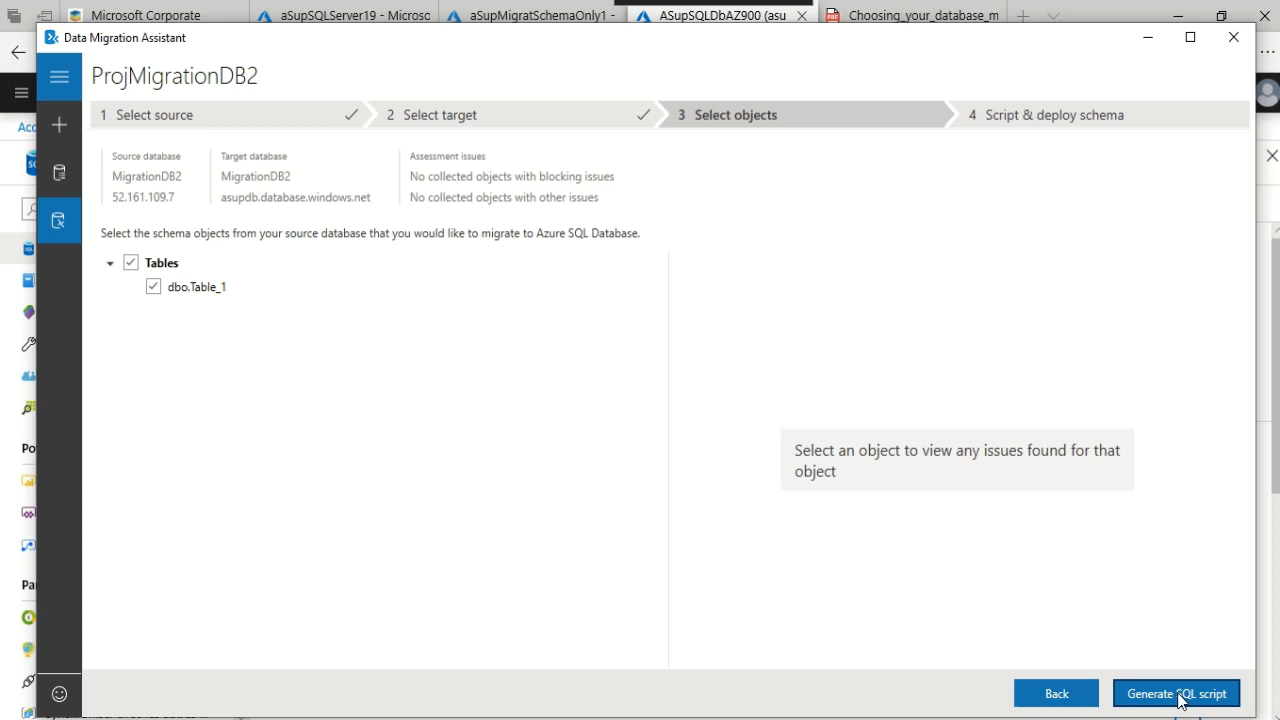 Microsoft Corporate
aSupSQLServer19 - Microsc
aSupMigratSchemaOnly1 -
ASupSQLDbAZ900 (asu
Choosing_your_database_m
Data Migration Assistant
ProjMigrationDB2
1 Select source
2 Select target
3 Select objects
4 Script & deploy schema
Acc
Source database
Target database
Assessment issues
MigrationDB2
MigrationDB2
No collected objects with blocking issues
52.161.109.7
asupdb.database.windows.net
No collected objects with other issues
Select the schema objects from your source database that you would like to migrate to Azure SQL Database.
Tables
dbo.Table_1
Po
Select an object to view any issues found for that
object
Pa
Back
Generate SQL script